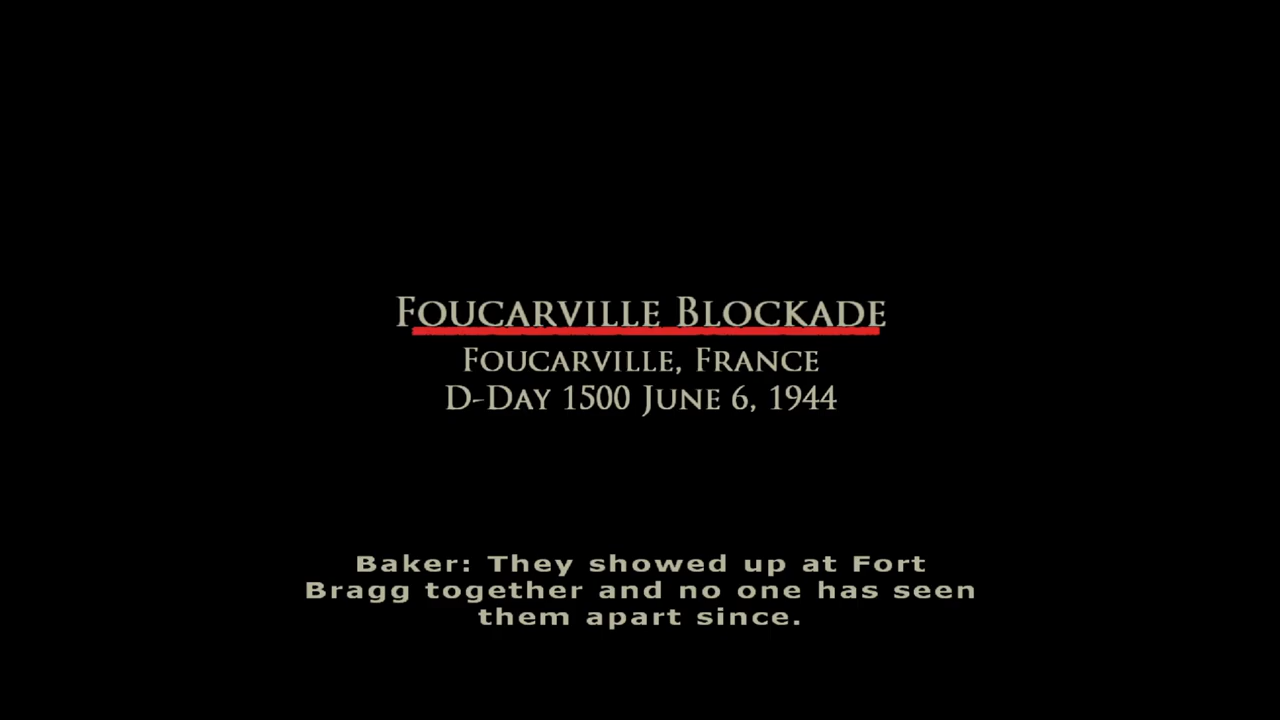 Foucarville Blockade
Foucarville, France
D-Day 1500 June 6, 1944
Baker: They showed up at Fort
Bragg together and no one has seen
them apart since.